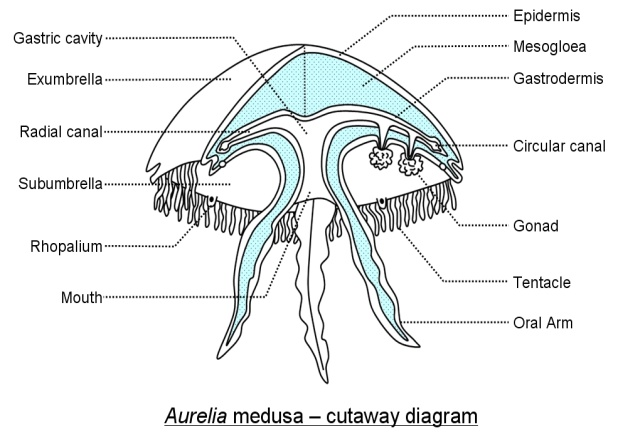 Gastric cavity
Exumbrella
Radial canal
Subumbrella
Rhopalium
Mouth
Epidermis
Mesogloea
Gastrodermis
Circular canal
Gonad
Tentacle
Oral Arm
Aurelia medusa – cutaway diagram